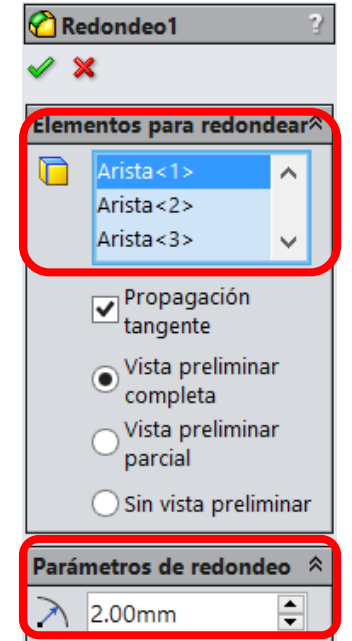 Redondeo1 ?
Elementos para redondear
Arista<1>
Arista<2>
Arista<3>
Propagación
tangente
Vista preliminar
completa
Vista preliminar
parcial
Sin vista preliminar
Parámetros de redondeo
2.00mm